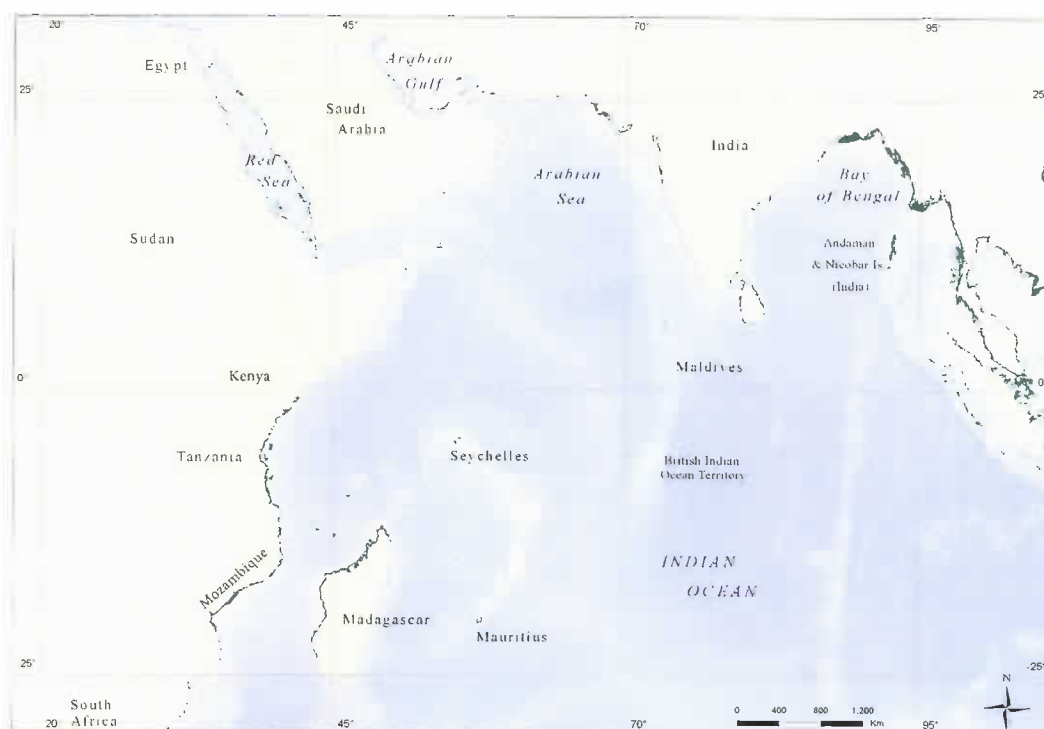 20°
45°
70°
95°
Egypt
Arabian
Gulf
25°
25°
Saudi
Arabia
India
Red
Sea
Arabian
Sea
Bay
of Bengal
Sudan
Andaman
& Nicobar Is
(India)
Maldives
0°
Kenya
0°
Tanzania
Seychelles
British Indian
Ocean Territory
INDIAN
OCEAN
Mozambique
Madagascar
Mauritius
25°
-25°
N
South
Africa
0 400 800 1.200
Km
20°
45°
70°
95°